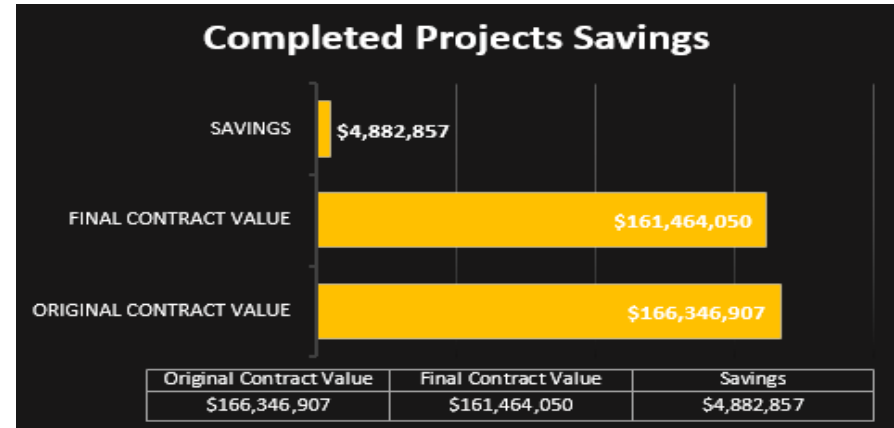 Completed Projects Savings
SAVINGS
$4,882,857
FINAL CONTRACT VALUE
$161,464,050
ORIGINAL CONTRACT VALUE
$166,346,907
Original Contract Value Final Contract Value Savings
$166,346,907 $161,464,050 $4,882,857